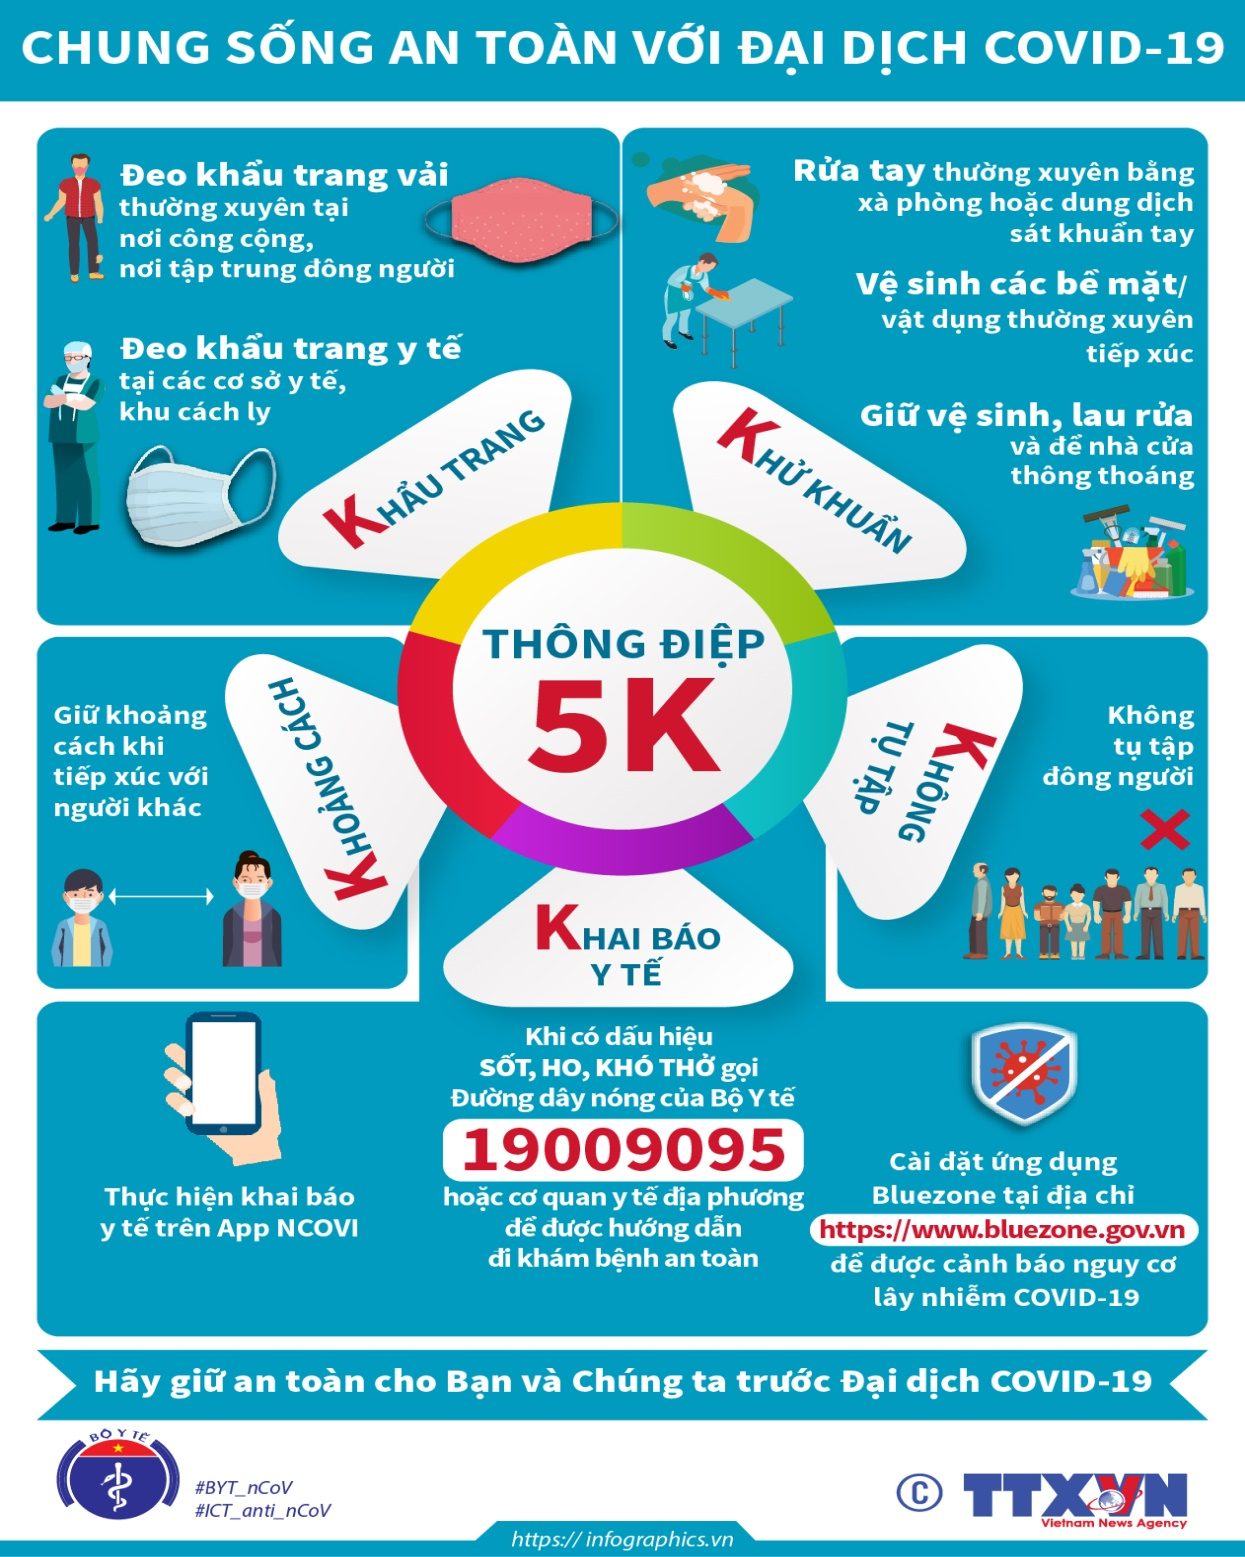 CHUNG SỐNG AN TOÀN VỚI ĐẠI DỊCH COVID-19
Đeo khẩu trang vải
thường xuyên tại
nơi công cộng,
nơi tập trung đông người
Đeo khẩu trang y tế
tại các cơ sở y tế,
khu cách ly
KHẨU TRANG
Rửa tay thường xuyên bằng
xà phòng hoặc dung dịch
sát khuẩn tay
Vệ sinh các bề mặt/
vật dụng thường xuyên
tiếp xúc
Giữ vệ sinh, lau rửa
và để nhà cửa
thông thoáng
KHỬ KHUẨN
THÔNG ĐIỆP
5K
Giữ khoảng
cách khi
tiếp xúc với
người khác
KHOẢNG CÁCH
KHÔNG
TỤ TẬP
Không
tụ tập
đông người
KHAI BÁO
Y TẾ
Thực hiện khai báo
y tế trên App NCOVI
Khi có dấu hiệu
SỐT, HO, KHÓ THỞ gọi
Đường dây nóng của Bộ Y tế
19009095
hoặc cơ quan y tế địa phương
để được hướng dẫn
đi khám bệnh an toàn
Cài đặt ứng dụng
Bluezone tại địa chỉ
https://www.bluezone.gov.vn
để được cảnh báo nguy cơ
lây nhiễm COVID-19
Hãy giữ an toàn cho Bạn và Chúng ta trước Đại dịch COVID-19
BỘ Y TẾ
#BYT_nCoV
#ICT_anti_nCoV
© TTXVN
Vietnam News Agency
https:// infographics.vn